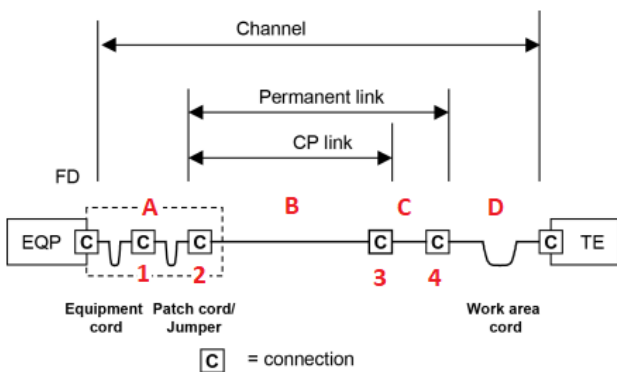 Channel
Permanent link
CP link
FD
A B C D
EQP C C C C C C TE
1 2 3 4
Equipment cord
Patch cord/ Jumper
Work area cord
C = connection